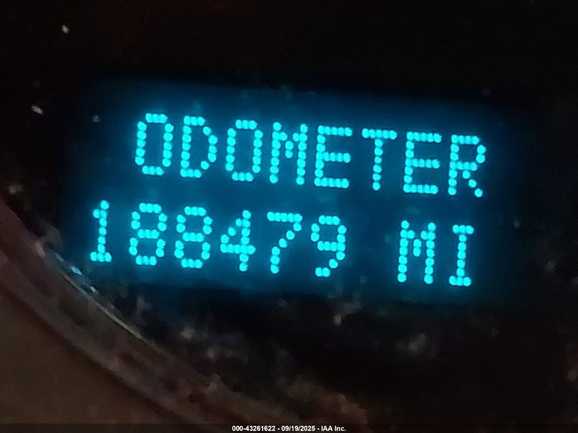 ODOMETER
188479 MI
000-43261622 - 09/19/2025 - IAA Inc.